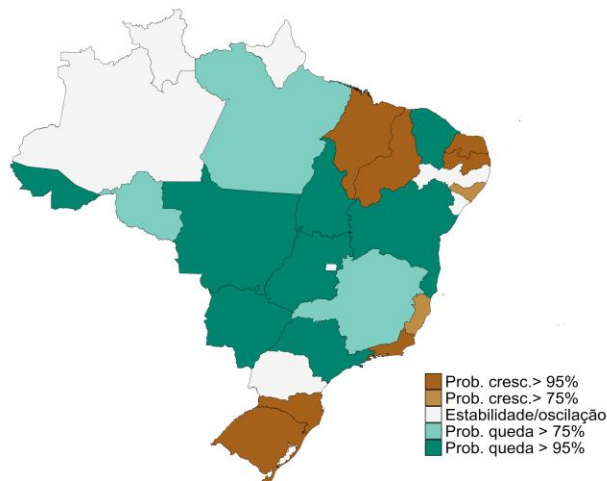 Prob. cresc.> 95%
Prob. cresc.> 75%
Estabilidade/oscilação
Prob. queda > 75%
Prob. queda > 95%